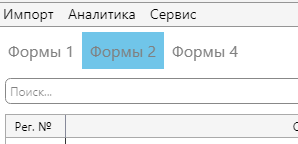 Импорт Аналитика Сервис
Формы 1 Формы 2 Формы 4
Поиск...
Рег. №